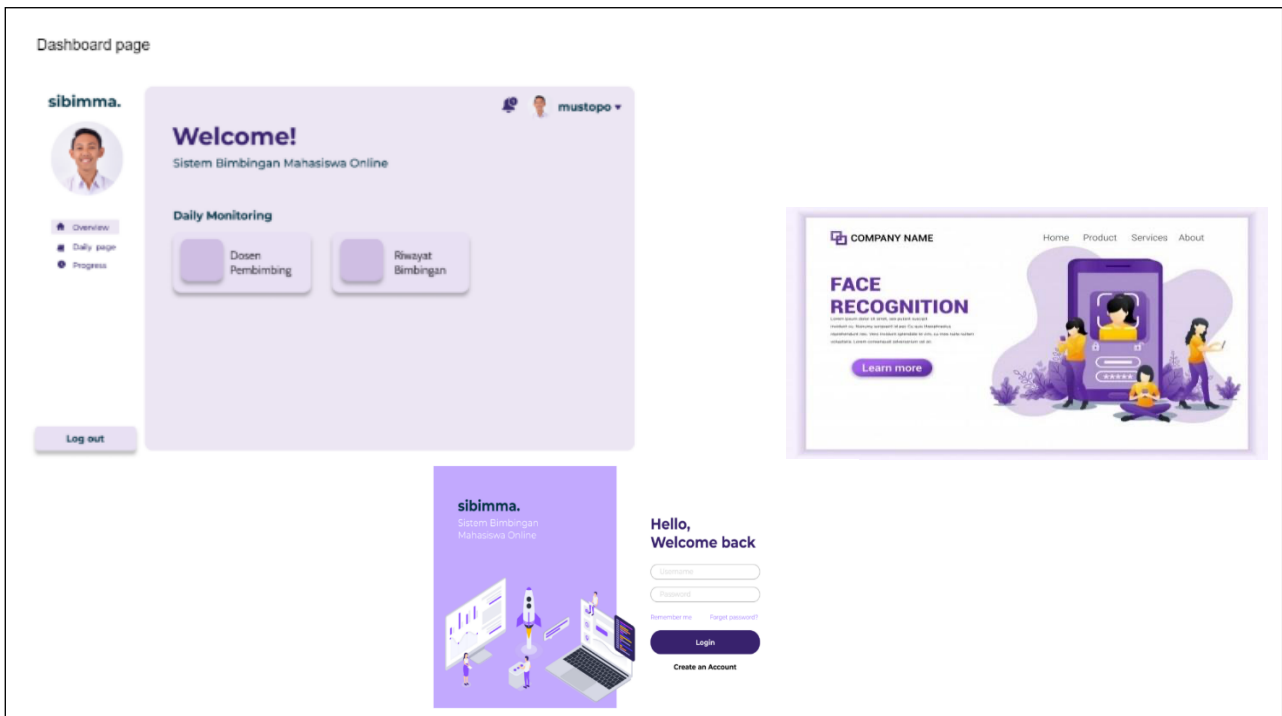 Dashboard page
sibimma.
mustopo
Welcome!
Sistem Bimbingan Mahasiswa Online
Daily Monitoring
Overview
Daily page
Progress
Dosen
Pembimbing
Riwayat
Bimbingan
Log out
COMPANY NAME
Home Product Services About
FACE
RECOGNITION
Learn more
sibimma.
Sistem Bimbingan
Mahasiswa Online
Hello,
Welcome back
Username
Password
Remember me Forgot password?
Login
Create an Account